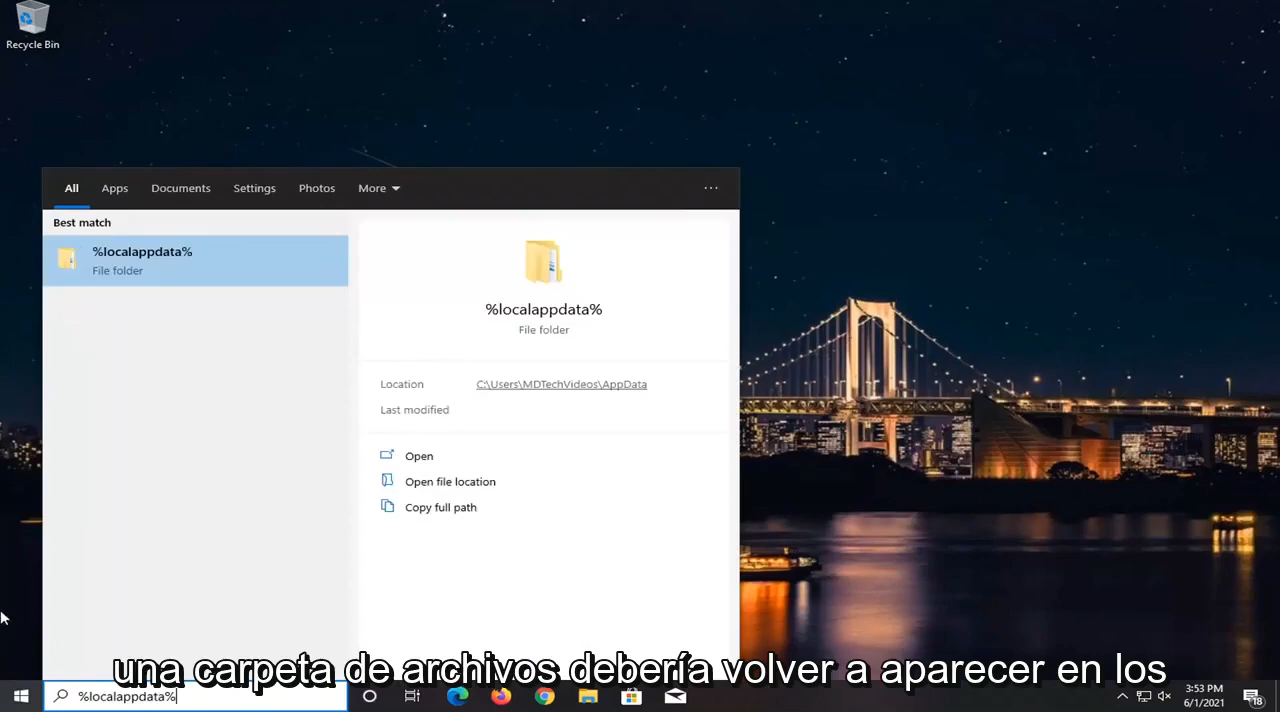 Recycle Bin
All Apps Documents Settings Photos More ...
Best match
%localappdata%
File folder
%localappdata%
File folder
Location C:\Users\MDTechVideos\AppData
Last modified
Open
Open file location
Copy full path
una carpeta de archivos debería volver a aparecer en los
%localappdata%
3:53 PM
6/1/2021
18